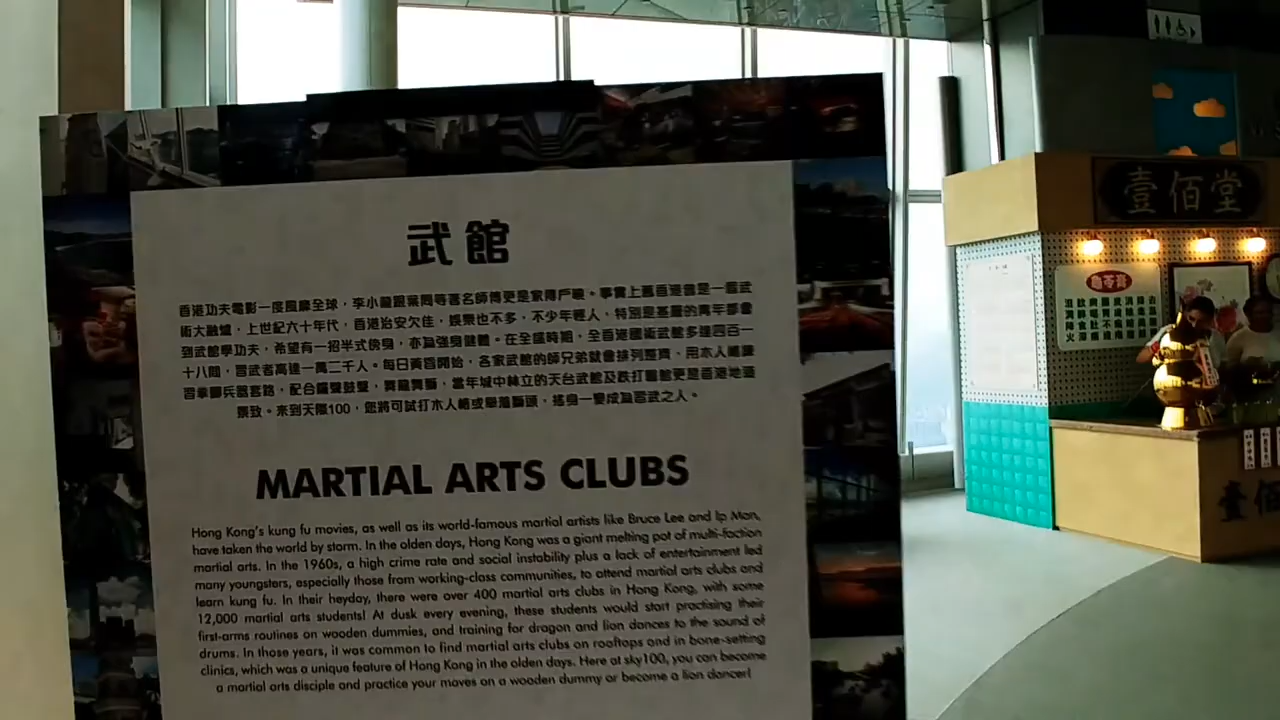 武館
香港功夫電影一度風靡全球，李小龍跟葉問等著名師傅更是家傳戶曉。事實上舊香港曾是一個武
術大融爐，上世紀六十年代，香港治安欠佳，娛樂也不多，不少年輕人，特別是基層的青年都會
到武館學功夫，希望有一招半式傍身，亦為強身健體。在全盛時期，全香港國術武館多達四百一
十八間，習武者高達一萬二千人。每日黃昏開始，各家武館的師兄弟就會排列整齊，用木人樁練
習拳腳兵器套路，配合鑼鼓鼓聲，舞龍舞獅，當年城中林立的天台武館及跌打醫館更是香港地區
景致。來到天際100，您將可試打木人樁或舉起獅頭，搖身一變成為習武之人。
MARTIAL ARTS CLUBS
Hong Kong's kung fu movies, as well as its world-famous martial artists like Bruce Lee and Ip Man,
have taken the world by storm. In the olden days, Hong Kong was a giant melting pot of multi-faction
martial arts. In the 1960s, a high crime rate and social instability plus a lack of entertainment led
many youngsters, especially those from working-class communities, to attend martial arts clubs and
learn kung fu. In their heyday, there were over 400 martial arts clubs in Hong Kong, with some
12,000 martial arts students! At dusk every evening, these students would start practising their
first-arms routines on wooden dummies, and training for dragon and lion dances to the sound of
drums. In those years, it was common to find martial arts clubs on rooftops and in bone-setting
clinics, which was a unique feature of Hong Kong in the olden days. Here at sky100, you can become
a martial arts disciple and practice your moves on a wooden dummy or become a lion dancer!
壹佰堂
龜苓膏
壹佰